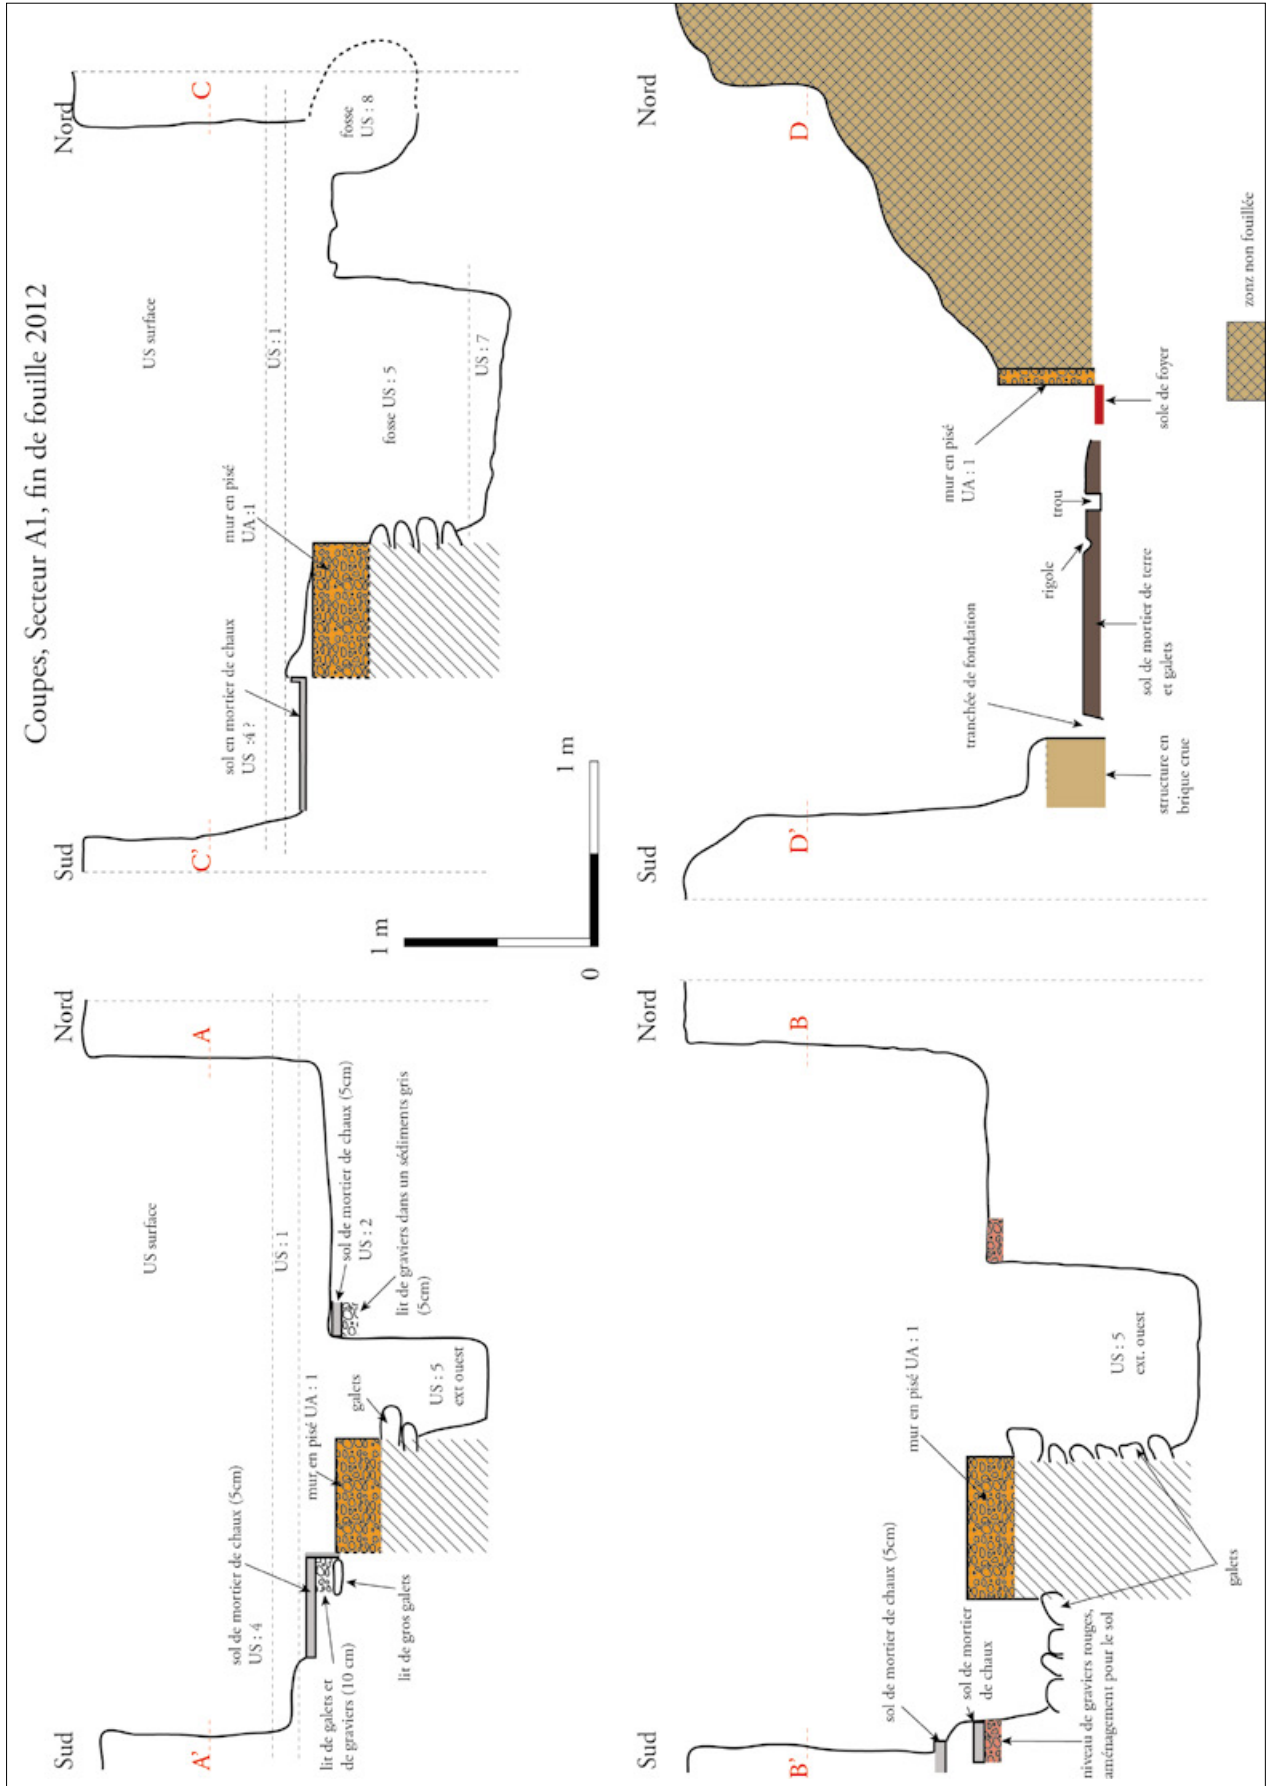 Coupes, Secteur A1, fin de fouille 2012
Sud
Nord
A'
A
US surface
US : 1
sol de mortier de chaux (5cm)
US : 4
mur en pisé UA : 1
galets
US : 5
ext ouest
sol de mortier de chaux (5cm)
US : 2
lit de graviers dans un sédiments gris
(5cm)
lit de galets et
de graviers (10 cm)
lit de gros galets
Sud
Nord
C'
C
US surface
US : 1
sol en mortier de chaux
US :4 ?
mur en pisé
UA :1
fosse US : 5
US : 7
fosse
US : 8
1 m
0
1 m
Sud
Nord
B'
B
sol de mortier de chaux (5cm)
sol de mortier
de chaux
mur en pisé UA : 1
US : 5
ext. ouest
niveau de graviers rouges,
aménagement pour le sol
galets
Sud
Nord
D'
D
tranchée de fondation
rigole
trou
mur en pisé
UA : 1
structure en
brique crue
sol de mortier de terre
et galets
sole de foyer
zonz non fouillée